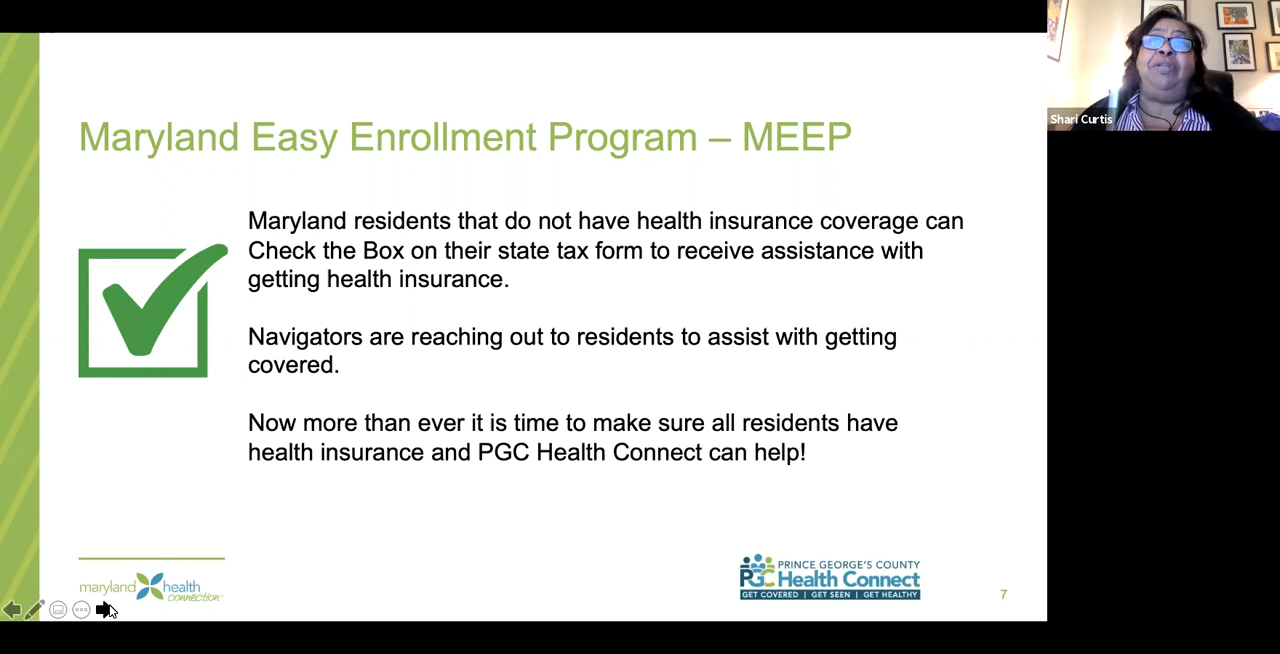 Maryland Easy Enrollment Program – MEEP
Maryland residents that do not have health insurance coverage can
Check the Box on their state tax form to receive assistance with
getting health insurance.
Navigators are reaching out to residents to assist with getting
covered.
Now more than ever it is time to make sure all residents have
health insurance and PGC Health Connect can help!
maryland health
connection
PRINCE GEORGE'S COUNTY
PGC Health Connect
GET COVERED | GET SEEN | GET HEALTHY
7
Shari Curtis